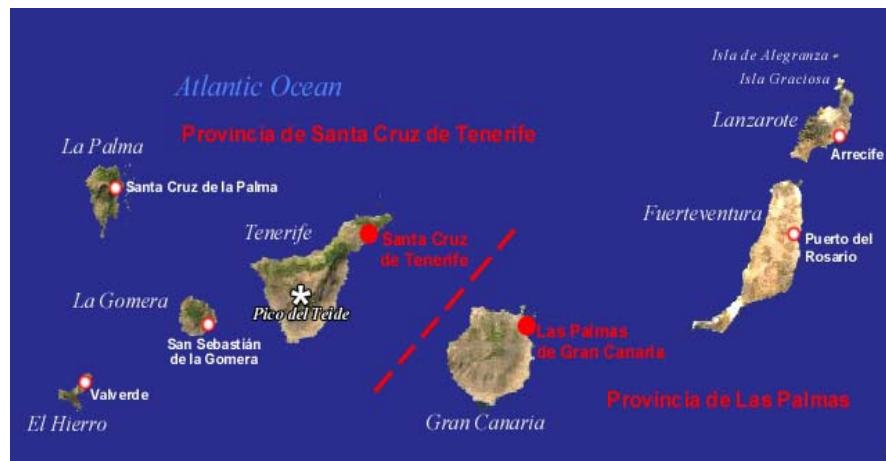 Isla de Alegranza
Isla Graciosa
Atlantic Ocean
Lanzarote
Provincia de Santa Cruz de Tenerife
La Palma
Arrecife
Santa Cruz de la Palma
Fuerteventura
Tenerife
Santa Cruz
de Tenerife
Puerto del
Rosario
La Gomera
Pico del Teide
San Sebastián
de la Gomera
Las Palmas
de Gran Canaria
Valverde
Provincia de Las Palmas
El Hierro
Gran Canaria